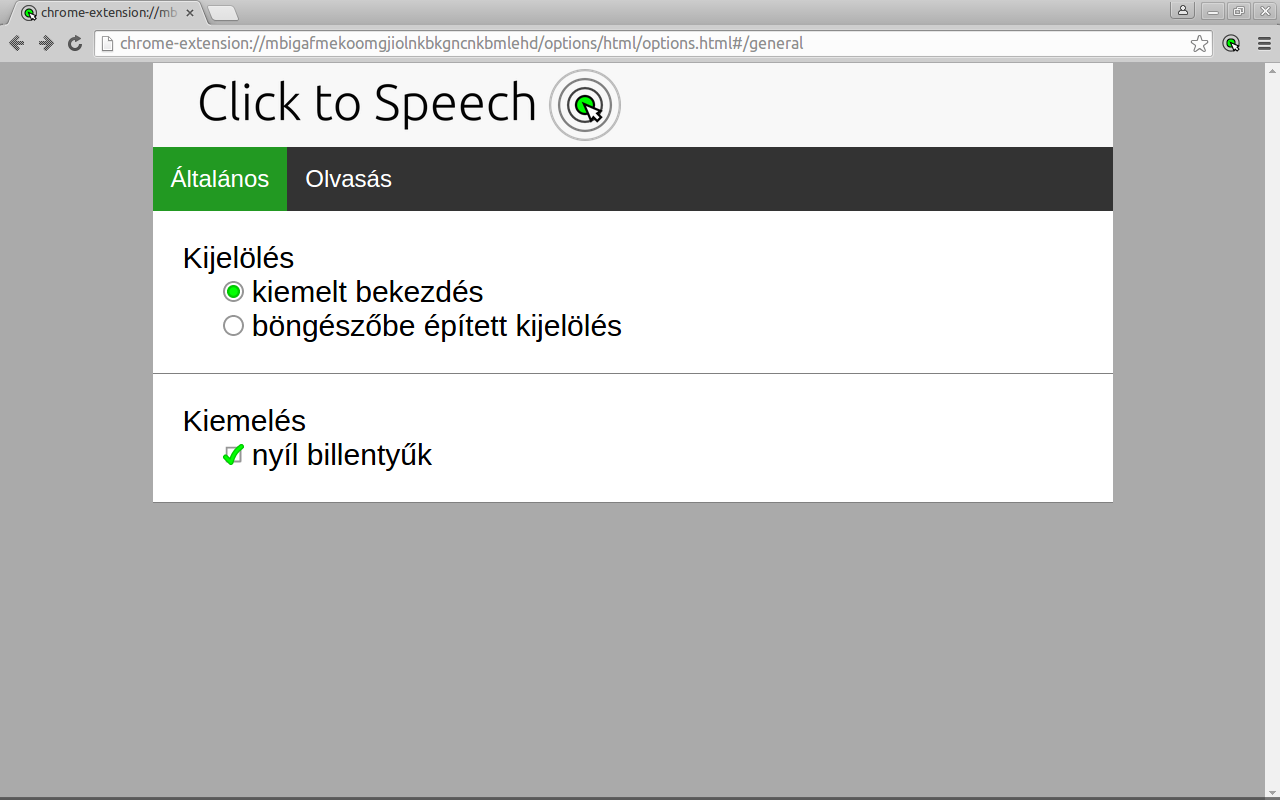 chrome-extension://mb
chrome-extension://mbigafmekoomgjiolnkbkgncnkbmlehd/options/html/options.html#/general
Click to Speech
Általános Olvasás
Kijelölés
kiemelt bekezdés
böngészőbe épített kijelölés
Kiemelés
nyíl billentyűk